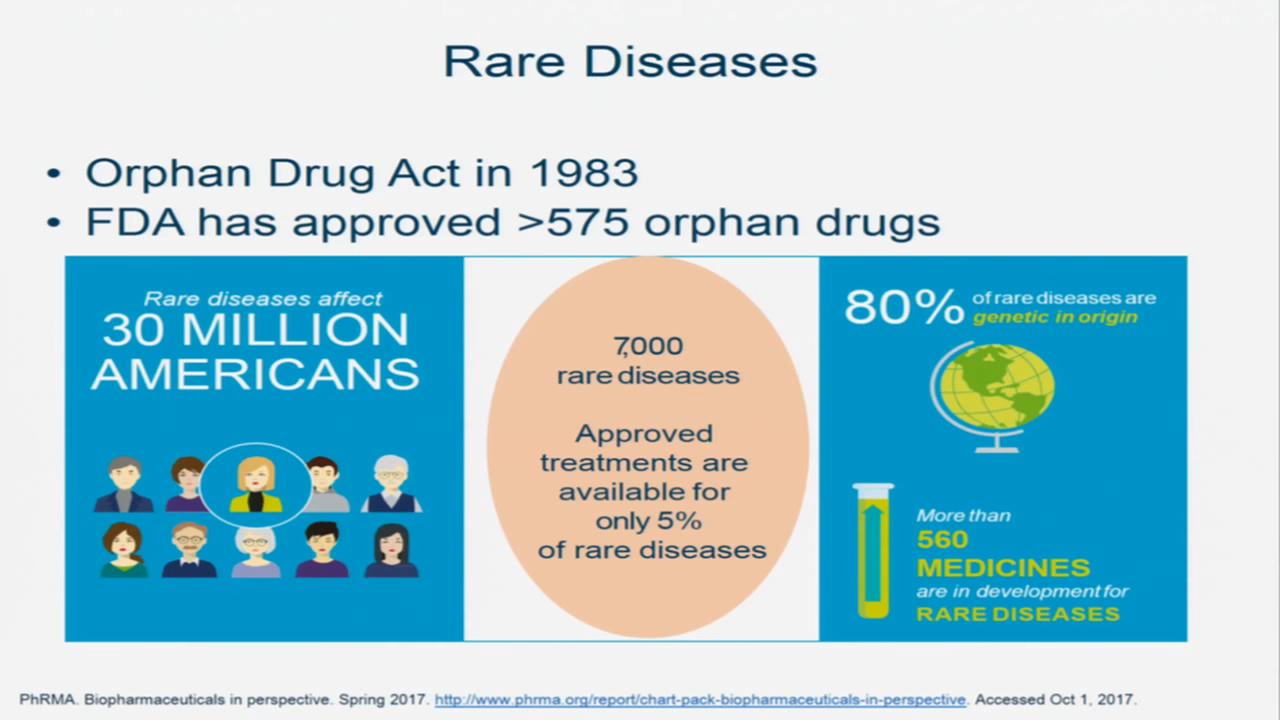 Rare Diseases
• Orphan Drug Act in 1983
• FDA has approved >575 orphan drugs
Rare diseases affect
30 MILLION
AMERICANS
7,000
rare diseases
Approved
treatments are
available for
only 5%
of rare diseases
80% of rare diseases are
genetic in origin
More than
560
MEDICINES
are in development for
RARE DISEASES
PhRMA. Biopharmaceuticals in perspective. Spring 2017. http://www.phrma.org/report/chart-pack-biopharmaceuticals-in-perspective. Accessed Oct 1, 2017.